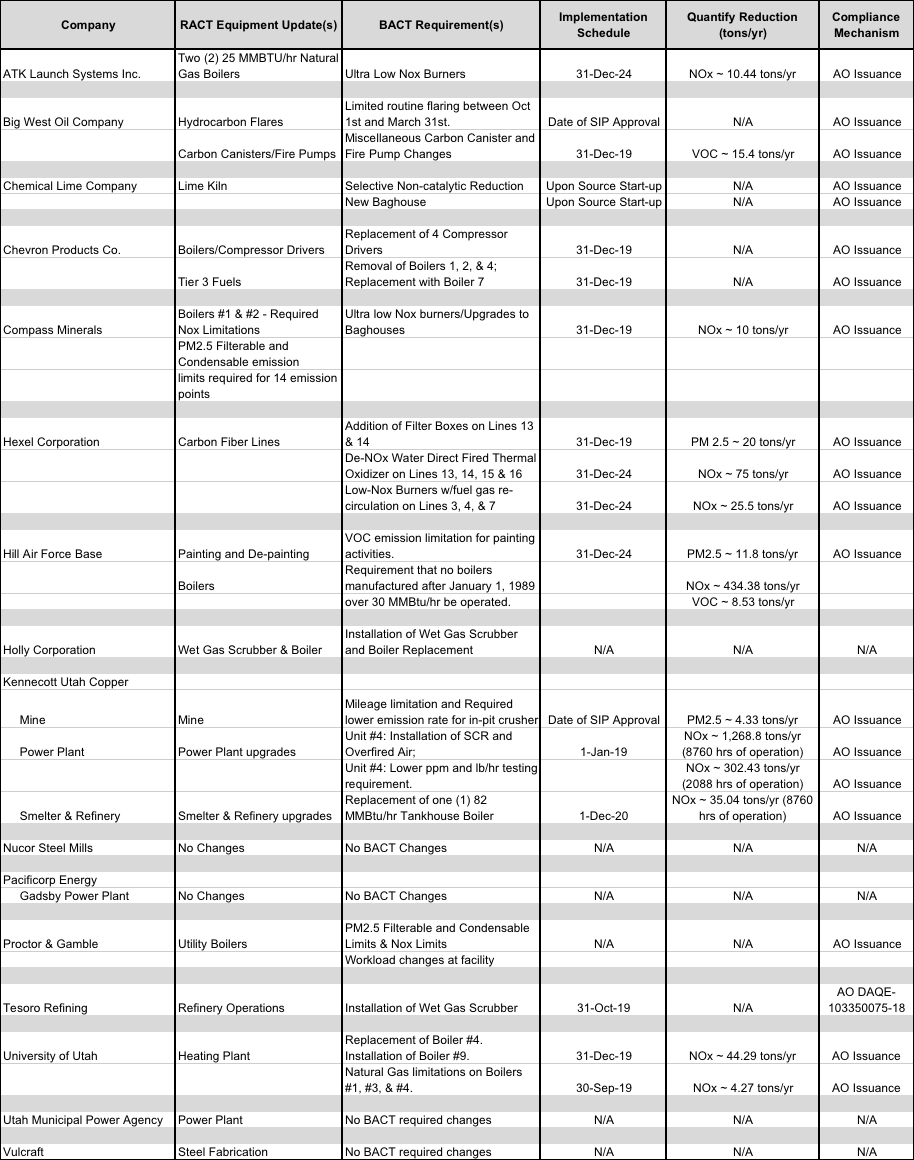 Company RACT Equipment Update(s) BACT Requirement(s) Implementation Schedule Quantify Reduction (tons/yr) Compliance Mechanism
Two (2) 25 MMBTU/hr Natural
ATK Launch Systems Inc. Gas Boilers Ultra Low Nox Burners 31-Dec-24 NOx ~ 10.44 tons/yr AO Issuance
Limited routine flaring between Oct
Big West Oil Company Hydrocarbon Flares 1st and March 31st. Date of SIP Approval N/A AO Issuance
Miscellaneous Carbon Canister and
Carbon Canisters/Fire Pumps Fire Pump Changes 31-Dec-19 VOC ~ 15.4 tons/yr AO Issuance
Chemical Lime Company Lime Kiln Selective Non-catalytic Reduction Upon Source Start-up N/A AO Issuance
New Baghouse Upon Source Start-up N/A AO Issuance
Replacement of 4 Compressor
Chevron Products Co. Boilers/Compressor Drivers Drivers 31-Dec-19 N/A AO Issuance
Removal of Boilers 1, 2, & 4;
Tier 3 Fuels Replacement with Boiler 7 31-Dec-19 N/A AO Issuance
Boilers #1 & #2 - Required Ultra low Nox burners/Upgrades to
Compass Minerals Nox Limitations Baghouses 31-Dec-19 NOx ~ 10 tons/yr AO Issuance
PM2.5 Filterable and
Condensable emission
limits required for 14 emission
points
Addition of Filter Boxes on Lines 13
Hexel Corporation Carbon Fiber Lines & 14 31-Dec-19 PM 2.5 ~ 20 tons/yr AO Issuance
De-NOx Water Direct Fired Thermal
Oxidizer on Lines 13, 14, 15 & 16 31-Dec-24 NOx ~ 75 tons/yr AO Issuance
Low-Nox Burners w/fuel gas re-
circulation on Lines 3, 4, & 7 31-Dec-24 NOx ~ 25.5 tons/yr AO Issuance
VOC emission limitation for painting
Hill Air Force Base Painting and De-painting activities. 31-Dec-24 PM2.5 ~ 11.8 tons/yr AO Issuance
Requirement that no boilers
Boilers manufactured after January 1, 1989 NOx ~ 434.38 tons/yr
over 30 MMBtu/hr be operated. VOC ~ 8.53 tons/yr
Installation of Wet Gas Scrubber
Holly Corporation Wet Gas Scrubber & Boiler and Boiler Replacement N/A N/A N/A
Kennecott Utah Copper
Mileage limitation and Required
Mine Mine lower emission rate for in-pit crusher Date of SIP Approval PM2.5 ~ 4.33 tons/yr AO Issuance
Unit #4: Installation of SCR and NOx ~ 1,268.8 tons/yr
Power Plant Power Plant upgrades Overfired Air; 1-Jan-19 (8760 hrs of operation) AO Issuance
Unit #4: Lower ppm and lb/hr testing NOx ~ 302.43 tons/yr
requirement. (2088 hrs of operation) AO Issuance
Replacement of one (1) 82 NOx ~ 35.04 tons/yr (8760
Smelter & Refinery Smelter & Refinery upgrades MMBtu/hr Tankhouse Boiler 1-Dec-20 hrs of operation) AO Issuance
Nucor Steel Mills No Changes No BACT Changes N/A N/A N/A
Pacificorp Energy
Gadsby Power Plant No Changes No BACT Changes N/A N/A N/A
PM2.5 Filterable and Condensable
Proctor & Gamble Utility Boilers Limits & Nox Limits N/A N/A AO Issuance
Workload changes at facility
AO DAQE-
Tesoro Refining Refinery Operations Installation of Wet Gas Scrubber 31-Oct-19 N/A 103350075-18
Replacement of Boiler #4.
University of Utah Heating Plant Installation of Boiler #9. 31-Dec-19 NOx ~ 44.29 tons/yr AO Issuance
Natural Gas limitations on Boilers
#1, #3, & #4. 30-Sep-19 NOx ~ 4.27 tons/yr AO Issuance
Utah Municipal Power Agency Power Plant No BACT required changes N/A N/A N/A
Vulcraft Steel Fabrication No BACT required changes N/A N/A N/A